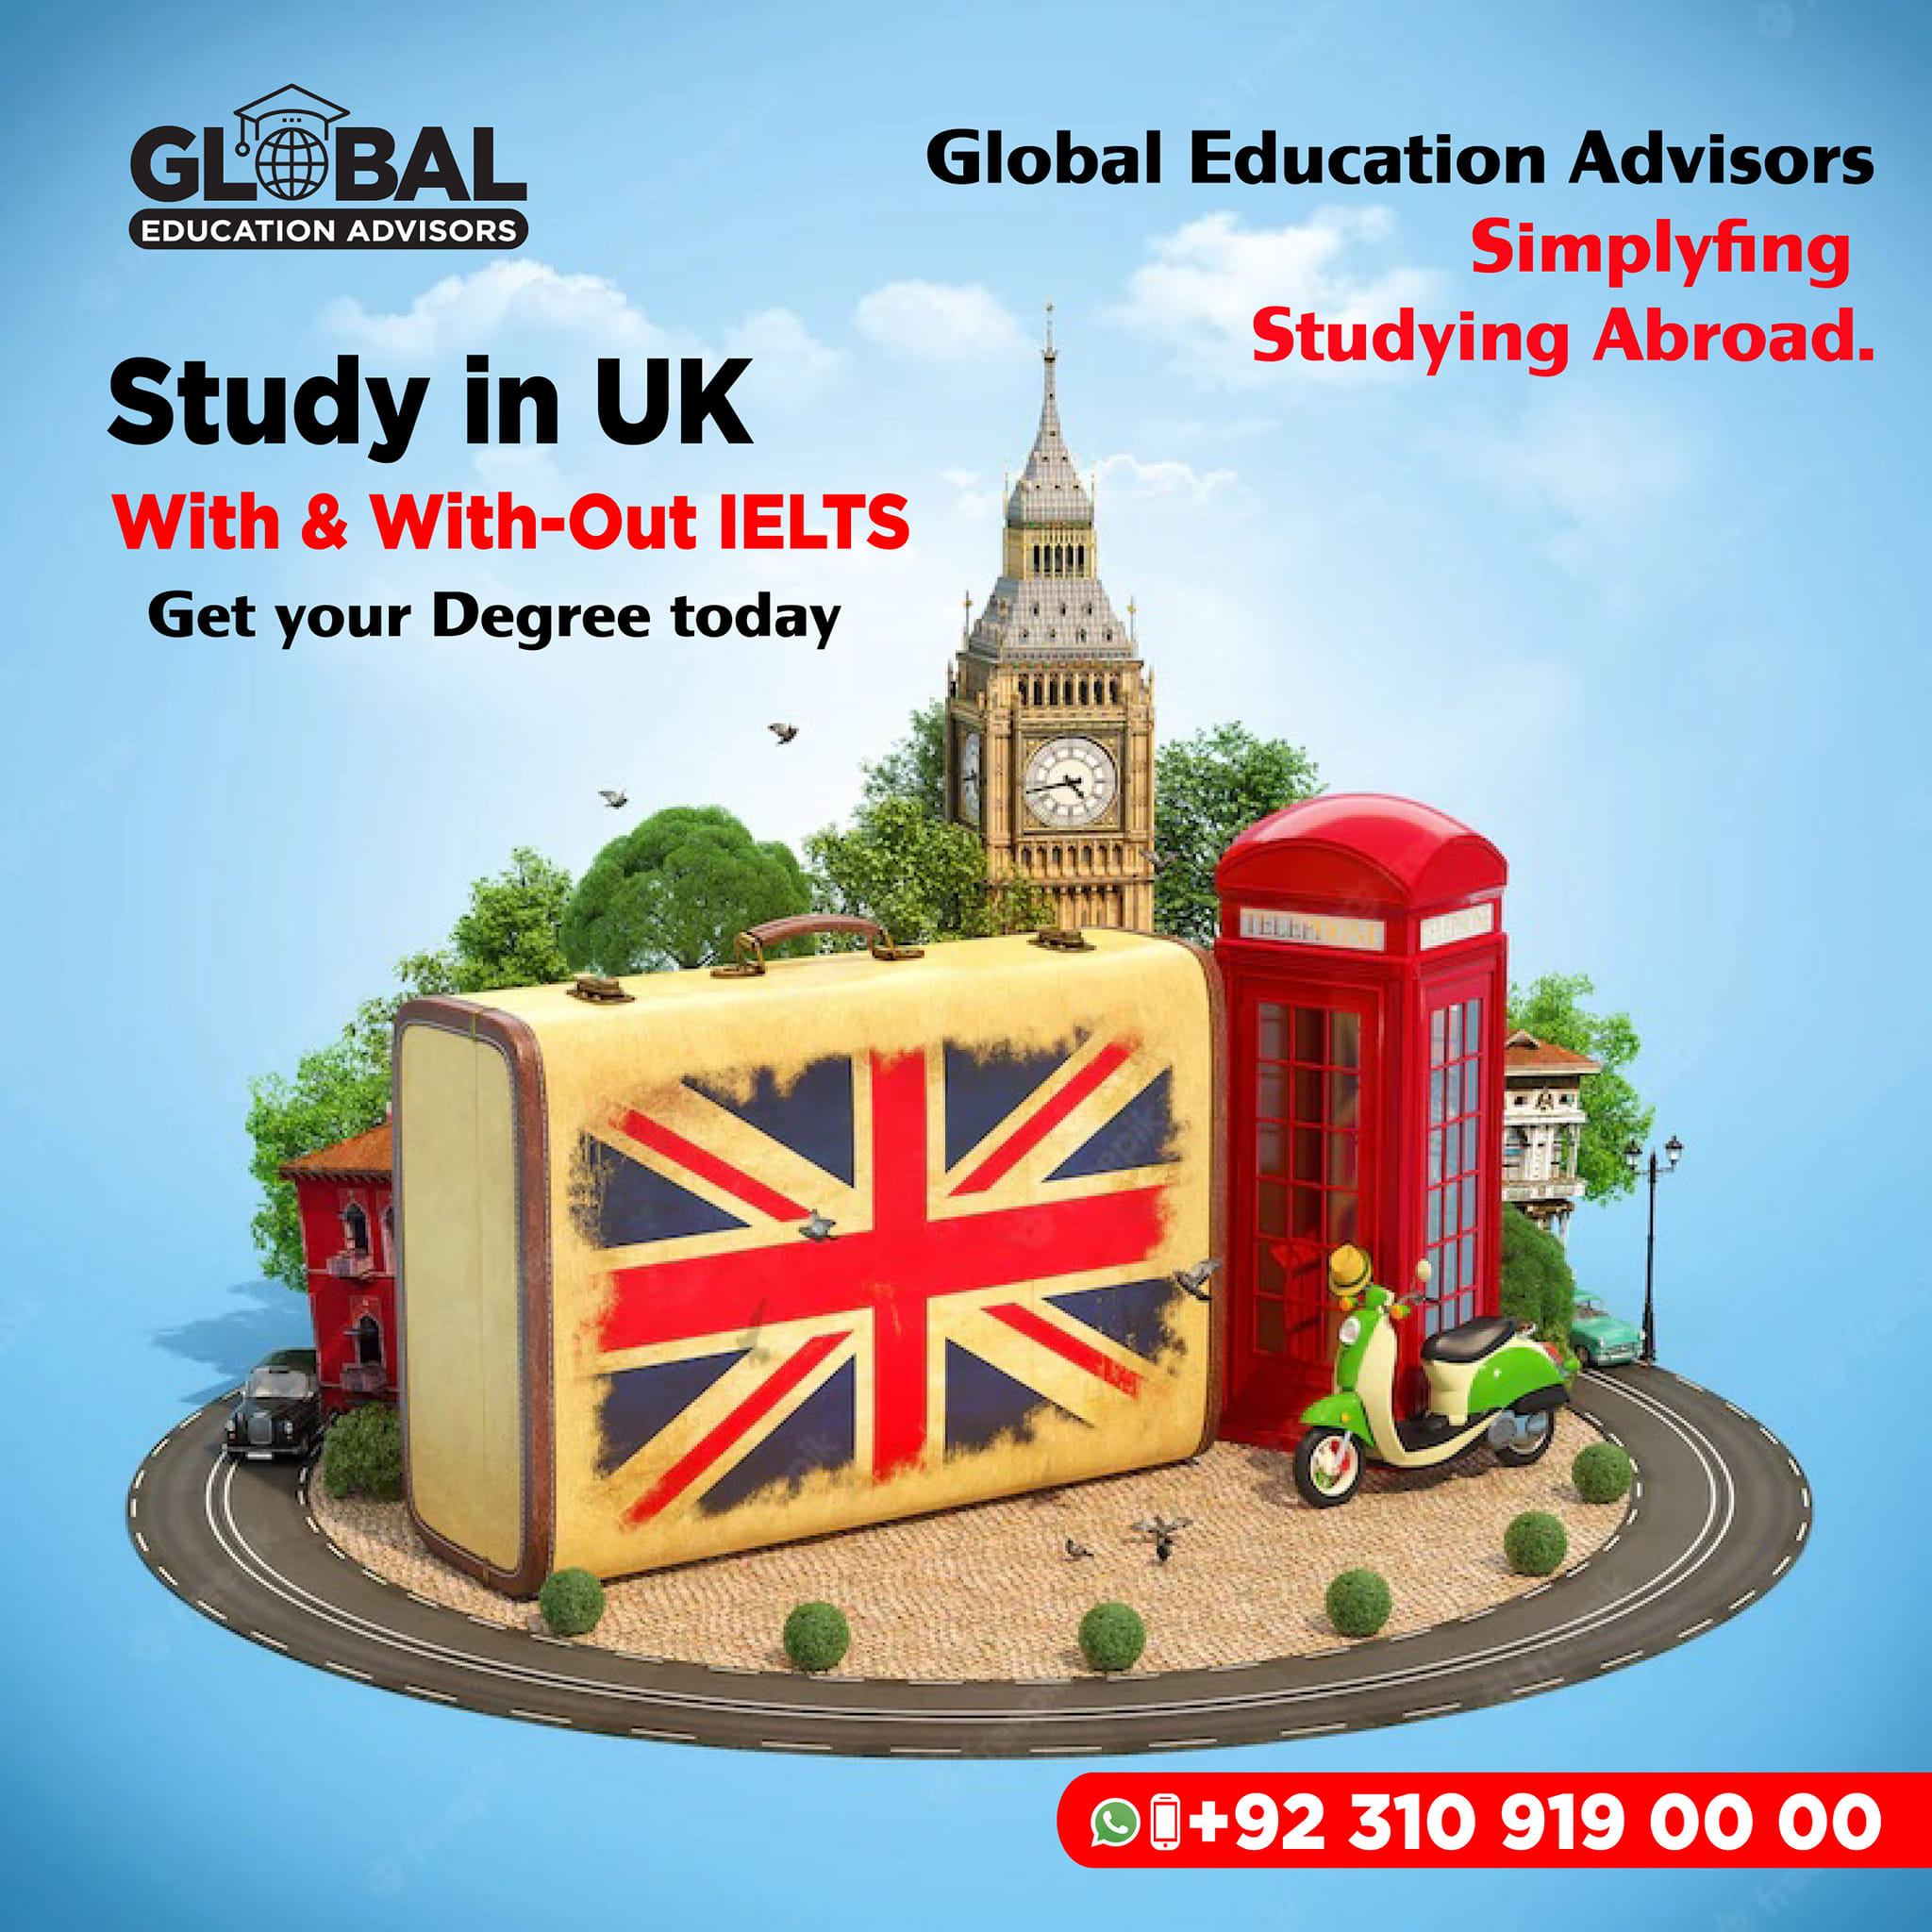 GLOBAL
EDUCATION ADVISORS
Global Education Advisors
Simplyfing
Studying Abroad.
Study in UK
With & With-Out IELTS
Get your Degree today
TELEPHONE
+92 310 919 00 00